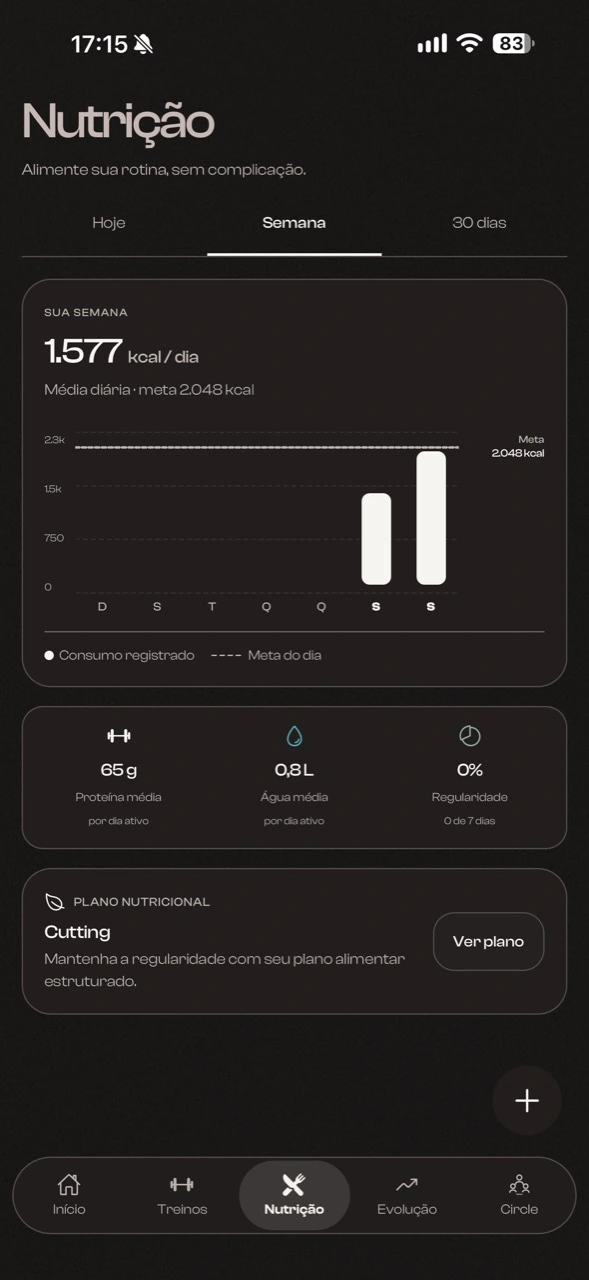 17:15
83
Nutrição
Alimente sua rotina, sem complicação.
Hoje
Semana
30 dias
SUA SEMANA
1.577 kcal / dia
Média diária · meta 2.048 kcal
2.3k
Meta
2.048 kcal
1.5k
750
0
D S T Q Q S S
Consumo registrado
Meta do dia
65 g
0,8 L
0%
Proteína média
Água média
Regularidade
por dia ativo
por dia ativo
0 de 7 dias
PLANO NUTRICIONAL
Cutting
Mantenha a regularidade com seu plano alimentar
estruturado.
Ver plano
Início
Treinos
Nutrição
Evolução
Circle